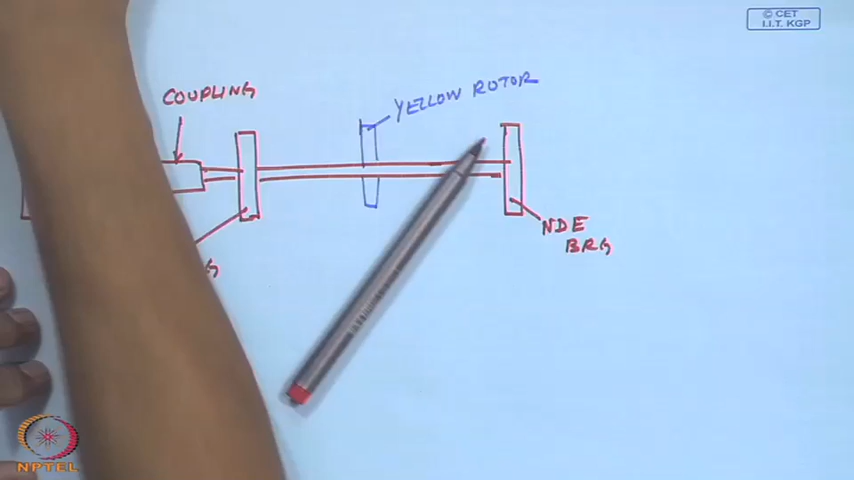 © CET
I.I.T. KGP
COUPLING
YELLOW ROTOR
NDE
BRG
G
NPTEL